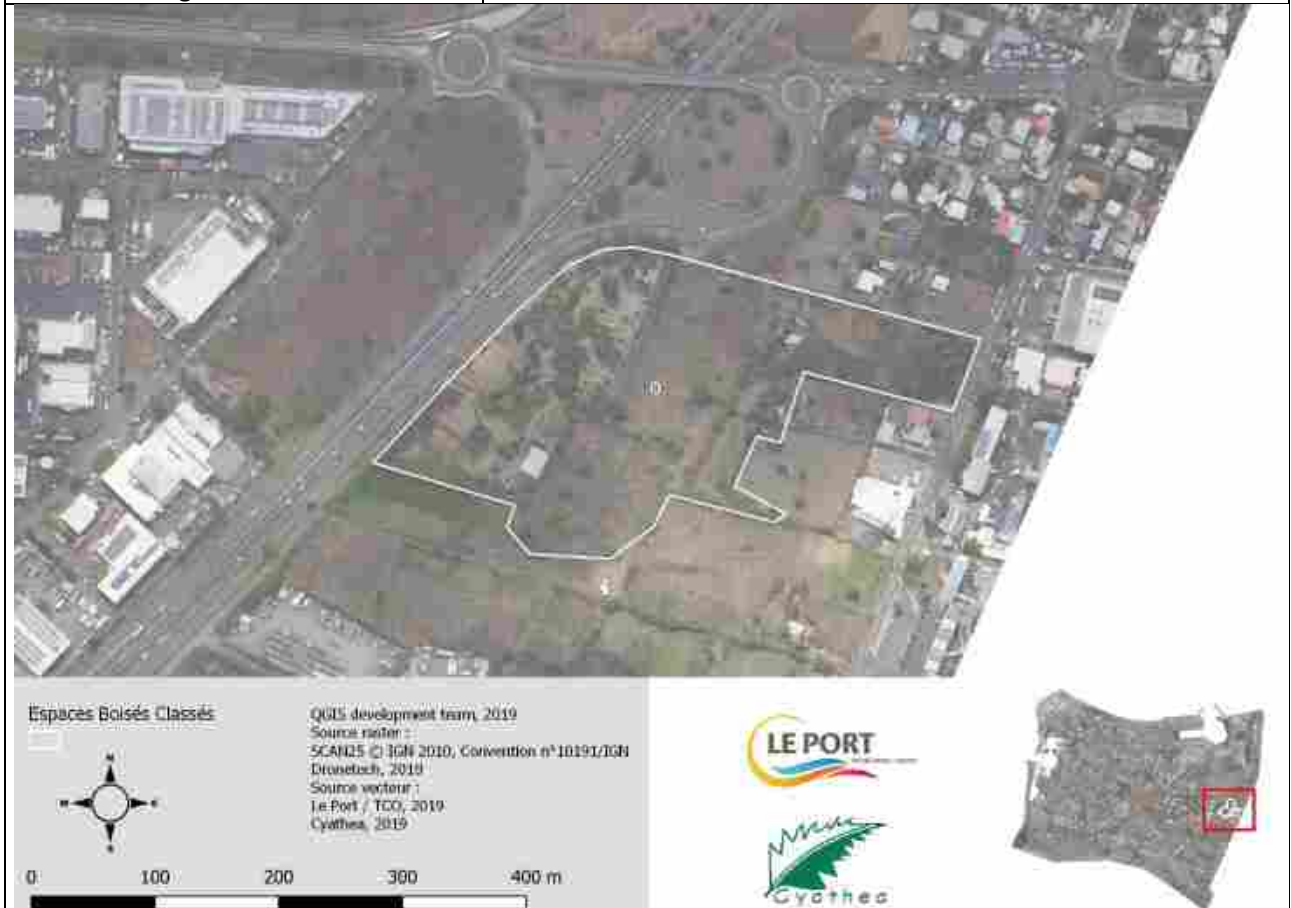 Espaces Boisés Classés
QGIS development team, 2019
Source raster :
SCAN25 © IGN 2010, Convention n°10191/IGN
Dronetech, 2019
Source vecteur :
Le Port / TCO, 2019
Cyathea, 2019
N
S
0 100 200 300 400 m
LE PORT
Cyathea